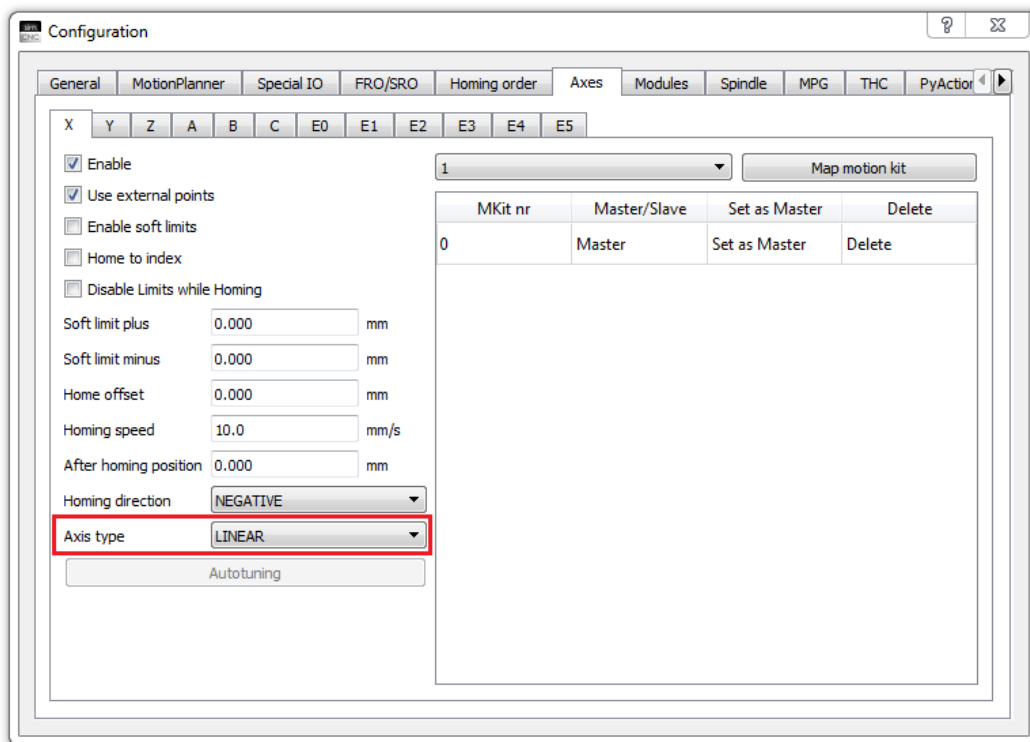 Configuration
General MotionPlanner Special IO FRO/SRO Homing order Axes Modules Spindle MPG THC PyAction
X Y Z A B C E0 E1 E2 E3 E4 E5
Enable
Use external points
Enable soft limits
Home to index
Disable Limits while Homing
Soft limit plus 0.000 mm
Soft limit minus 0.000 mm
Home offset 0.000 mm
Homing speed 10.0 mm/s
After homing position 0.000 mm
Homing direction NEGATIVE
Axis type LINEAR
Autotuning
1 Map motion kit
MKit nr Master/Slave Set as Master Delete
0 Master Set as Master Delete